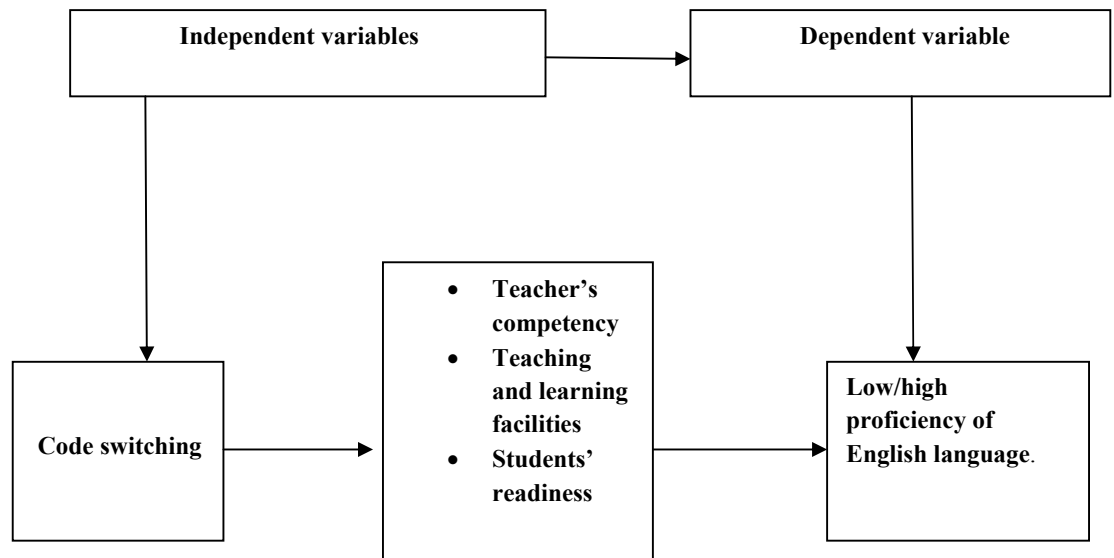 Independent variables
Dependent variable
• Teacher’s
competency
• Teaching
and learning
facilities
• Students’
readiness
Code switching
Low/high
proficiency of
English language.